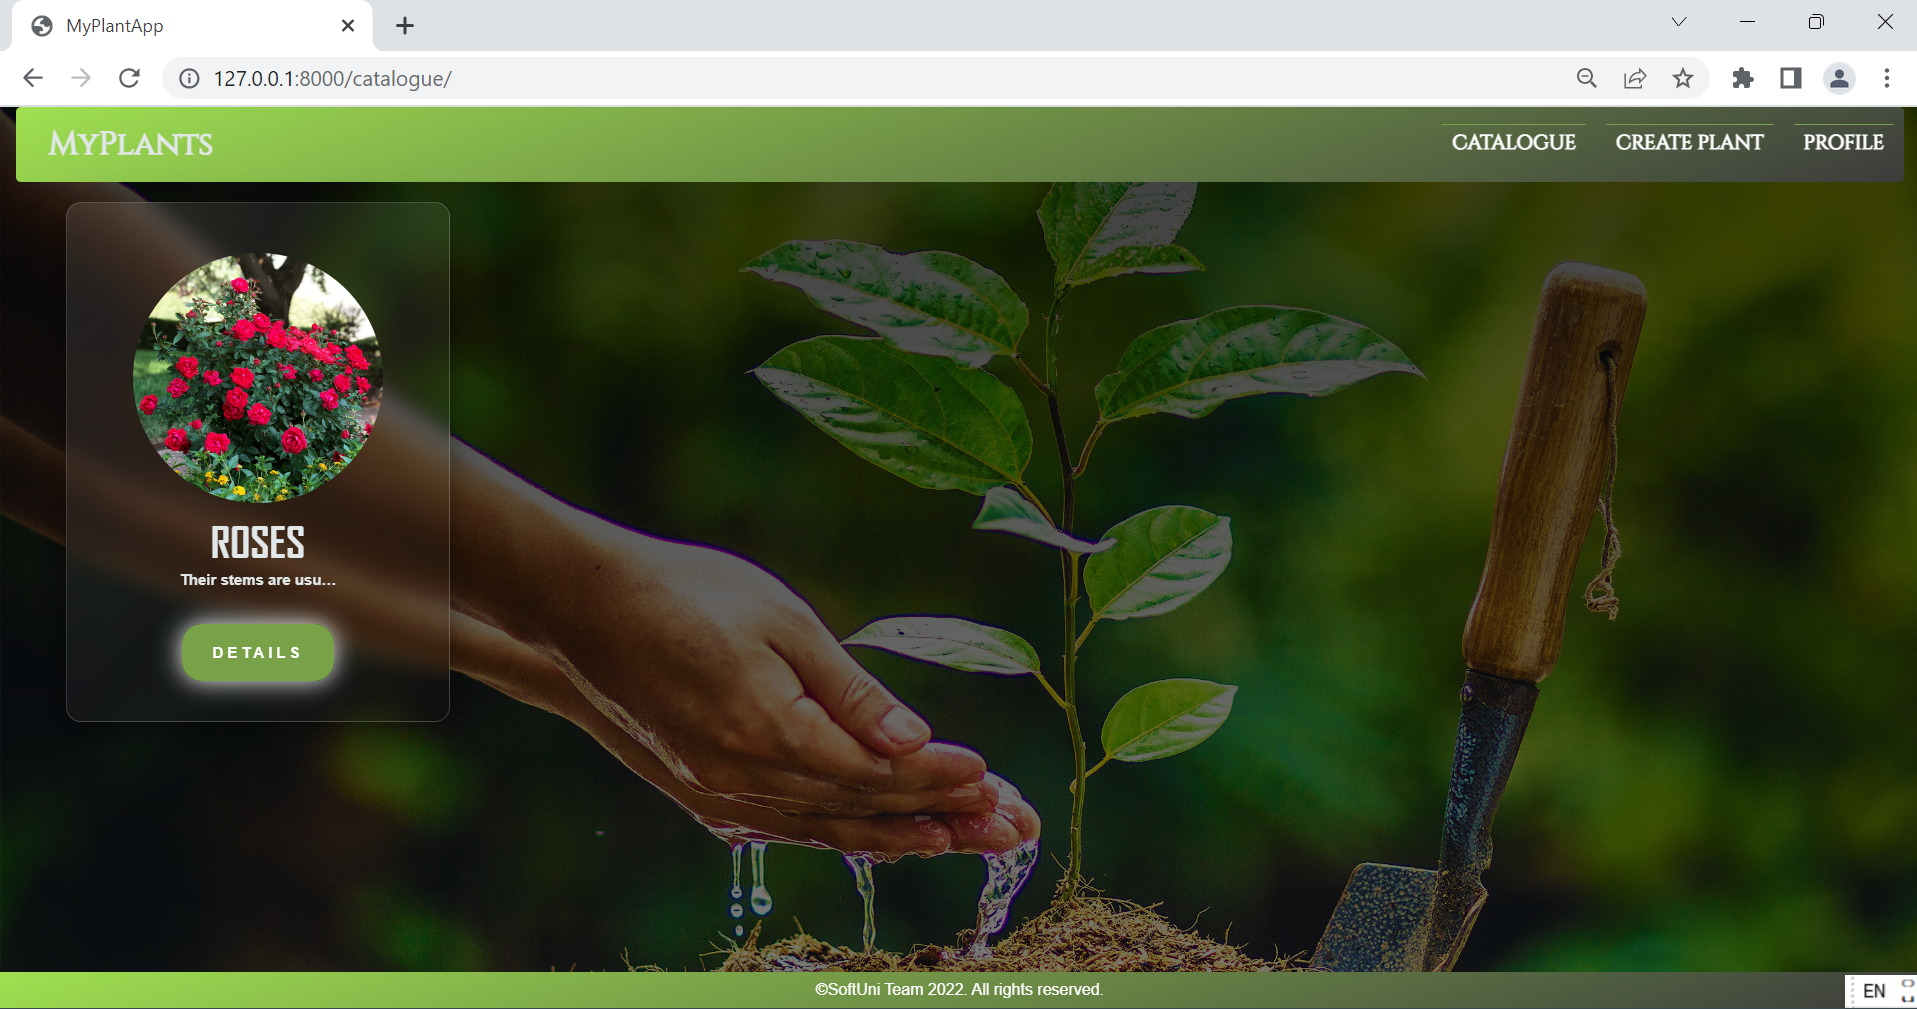 MyPlantApp
127.0.0.1:8000/catalogue/
MyPlants
CATALOGUE
CREATE PLANT
PROFILE
ROSES
Their stems are usu...
DETAILS
©SoftUni Team 2022. All rights reserved.
EN